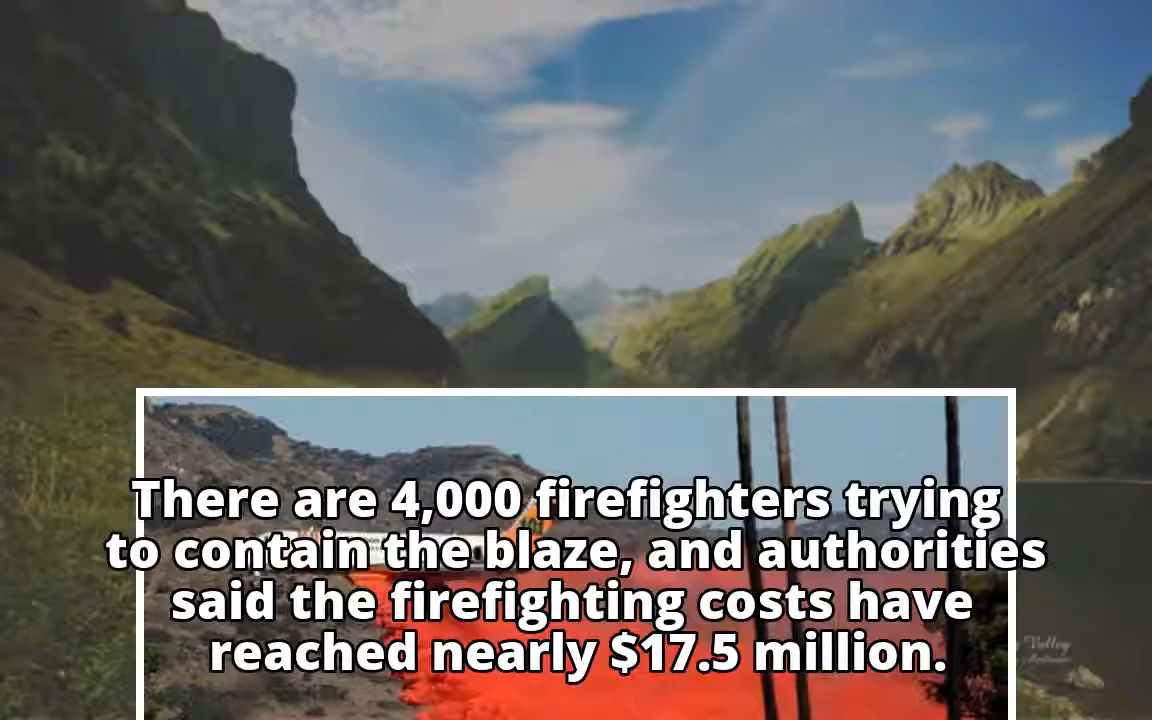 There are 4,000 firefighters trying
to contain the blaze, and authorities
said the firefighting costs have
reached nearly $17.5 million.
Valley